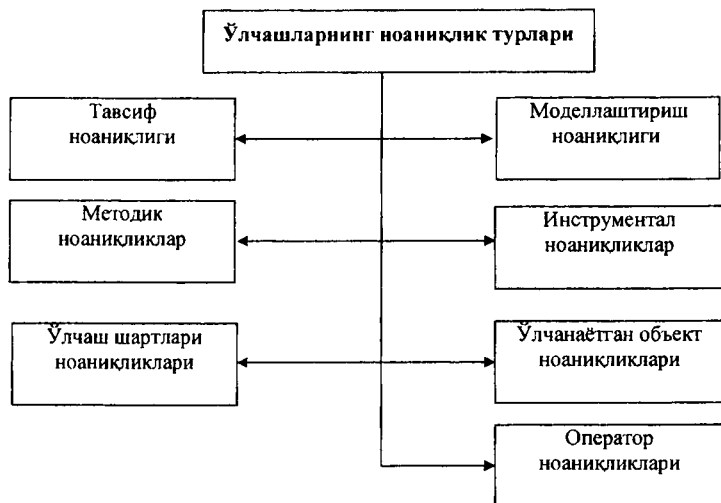 Ўлчашларнинг ноаниқлик турлари
Тавсиф
ноаниқлиги
Моделлаштириш
ноаниқлиги
Методик
ноаниқликлар
Инструментал
ноаниқликлар
Ўлчаш шартлари
ноаниқликлари
Ўлчанаётган объект
ноаниқликлари
Оператор
ноаниқликлари